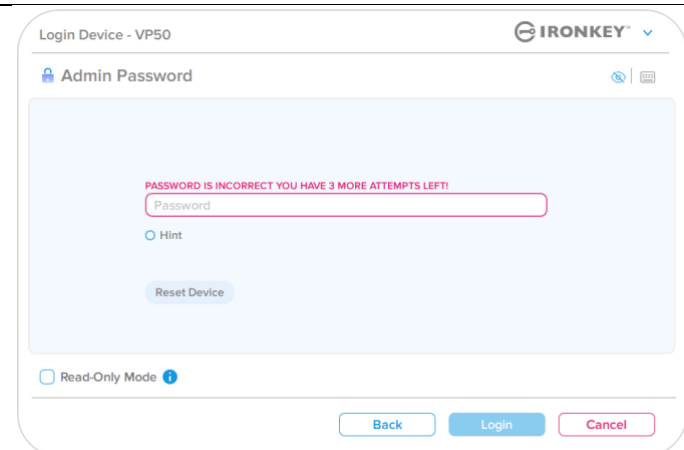 Login Device - VP50
IRONKEY™
Admin Password
PASSWORD IS INCORRECT YOU HAVE 3 MORE ATTEMPTS LEFT!
Password
Hint
Reset Device
Read-Only Mode
Back
Login
Cancel